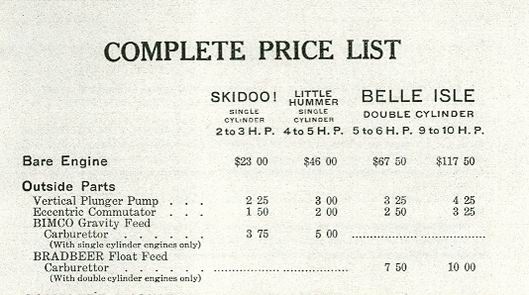 COMPLETE PRICE LIST
SKIDOO! LITTLE HUMMER BELLE ISLE
SINGLE CYLINDER SINGLE CYLINDER DOUBLE CYLINDER
2 to 3 H. P. 4 to 5 H. P. 5 to 6 H. P. 9 to 10 H. P.
Bare Engine $23 00 $46 00 $67 50 $117 50
Outside Parts
Vertical Plunger Pump . . . 2 25 3 00 3 25 4 25
Eccentric Commutator . . . 1 50 2 00 2 50 3 25
BIMCO Gravity Feed
Carburettor . . . . . . 3 75 5 00
(With single cylinder engines only)
BRADBEER Float Feed
Carburettor . . . . . . 7 50 10 00
(With double cylinder engines only)